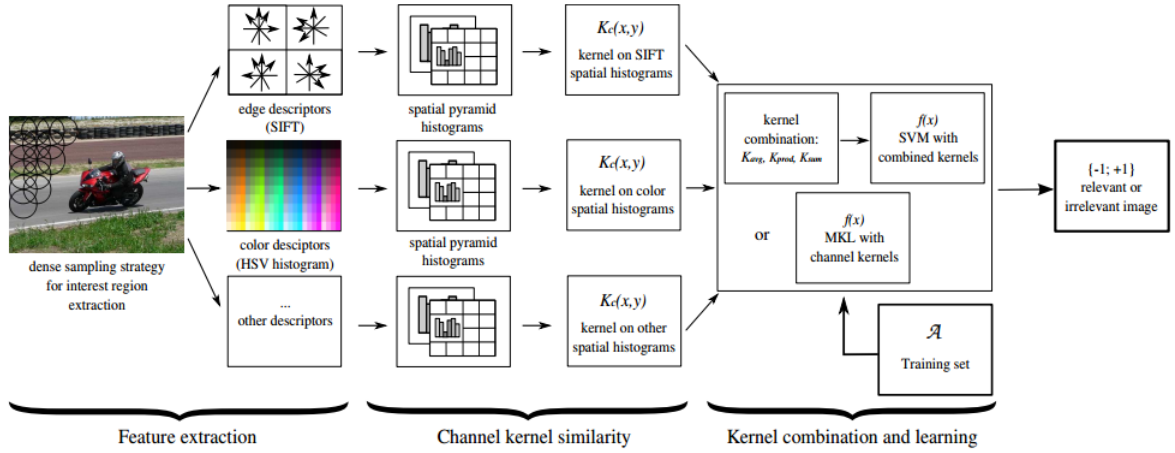 dense sampling strategy
for interest region
extraction
edge descriptors
(SIFT)
color desciptors
(HSV histogram)
...
other descriptors
spatial pyramid
histograms
spatial pyramid
histograms
Kc(x,y)
kernel on SIFT
spatial histograms
Kc(x,y)
kernel on color
spatial histograms
Kc(x,y)
kernel on other
spatial histograms
kernel
combination:
Kavg, Kprod, Ksum
f(x)
SVM with
combined kernels
or
f(x)
MKL with
channel kernels
𝒜
Training set
{-1; +1}
relevant or
irrelevant image
Feature extraction
Channel kernel similarity
Kernel combination and learning